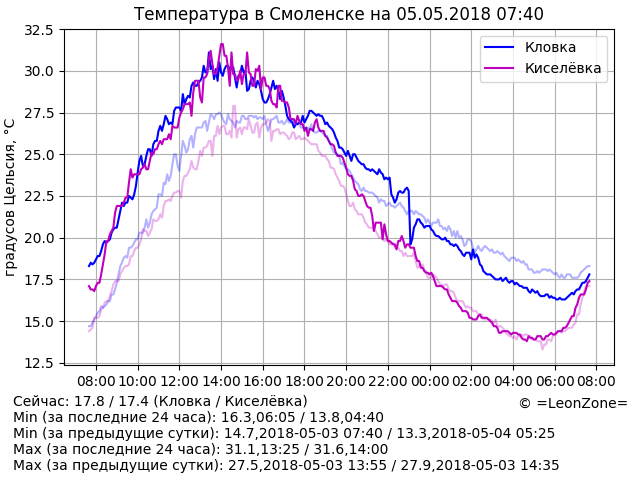 Температура в Смоленске на 05.05.2018 07:40
32.5
30.0
27.5
25.0
22.5
20.0
17.5
15.0
12.5
градусов Цельсия, °C
Кловка
Киселёвка
08:00 10:00 12:00 14:00 16:00 18:00 20:00 22:00 00:00 02:00 04:00 06:00 08:00
© =LeonZone=
Сейчас: 17.8 / 17.4 (Кловка / Киселёвка)
Min (за последние 24 часа): 16.3,06:05 / 13.8,04:40
Min (за предыдущие сутки): 14.7,2018-05-03 07:40 / 13.3,2018-05-04 05:25
Max (за последние 24 часа): 31.1,13:25 / 31.6,14:00
Max (за предыдущие сутки): 27.5,2018-05-03 13:55 / 27.9,2018-05-03 14:35